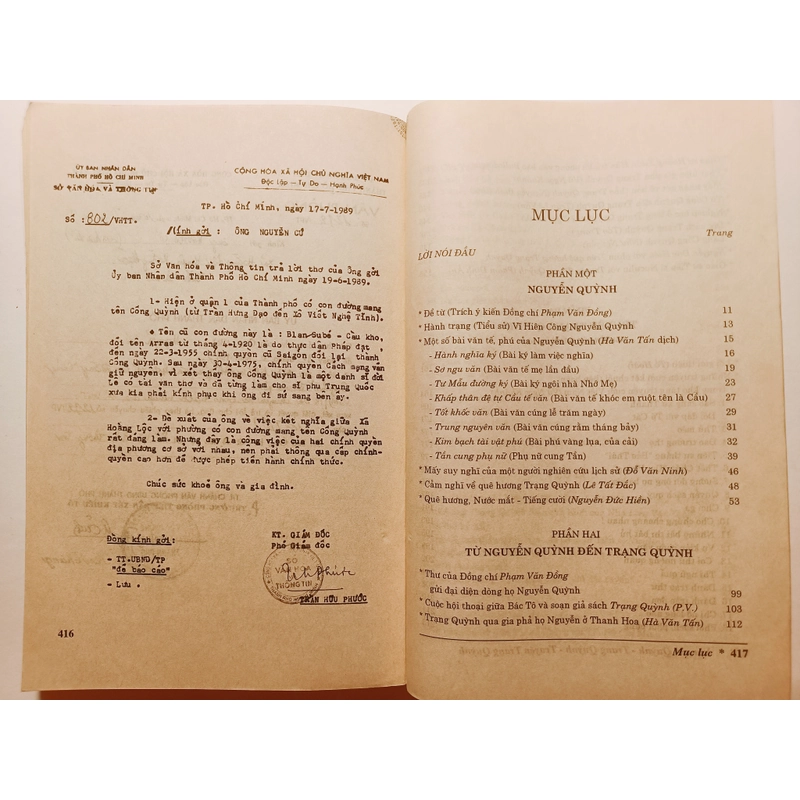 ỦY BAN NHÂN DÂN
THÀNH PHỐ HỒ CHÍ MINH
SỞ VĂN HÓA VÀ THÔNG TIN
CỘNG HÒA XÃ HỘI CHỦ NGHĨA VIỆT NAM
Độc lập — Tự Do — Hạnh Phúc
TP. Hồ Chí Minh, ngày 17-7-1989
Số : 802/VHTT.
Kính gởi : ÔNG NGUYỄN CỨ
Sở Văn hóa và Thông tin trả lời thơ của Ông gởi
Ủy ban Nhân dân Thành Phố Hồ Chí Minh ngày 19-6-1989.
1- Hiện ở quận 1 của Thành phố có con đường mang
tên Cống Quỳnh (từ Trần Hưng Đạo đến Xô Viết Nghệ Tĩnh).
* Tên cũ con đường này là : Blan-Subé - Cầu kho,
đổi tên Arras từ tháng 4-1920 là do thực dân Pháp đặt
đến ngày 22-3-1955 chính quyền cũ Saigon đổi lại thành
Cống Quỳnh. Sau ngày 30-4-1975, chính quyền Cách mạng vẫn
giữ nguyên, vì xét thấy ông Cống Quỳnh là một danh sĩ đời
Lê có tài văn thơ và đã từng làm cho sĩ phu Trung Quốc
xưa kia phải kính phục khi ông đi sứ sang bên ấy.
2- Đề xuất của ông về việc kết nghĩa giữa Xã
Hoằng Lộc với phường có con đường mang tên Cống Quỳnh
rất đáng làm. Nhưng đây là công việc của hai chính quyền
địa phương cơ sở với nhau, nên phải thông qua cấp chính
quyền cao hơn để được phép tiến hành chính thức.
Chúc sức khoẻ ông và gia đình.
Đồng kính gởi:
- TT.UBND/TP
"để báo cáo"
- Lưu .
KT. GIÁM ĐỐC
Phó Giám đốc
SỞ
VĂN HÓA
THÔNG TIN
TRẦN HỮU PHƯỚC
416
MỤC LỤC
Trang
LỜI NÓI ĐẦU
PHẦN MỘT
NGUYỄN QUỲNH
* Đề từ (Trích ý kiến Đồng chí Phạm Văn Đồng) 11
* Hành trạng (Tiểu sử) Vĩ Hiên Công Nguyễn Quỳnh 13
* Một số bài văn tế, phú của Nguyễn Quỳnh (Hà Văn Tấn dịch) 15
- Hành nghĩa ký (Bài ký làm việc nghĩa) 16
- Sơ ngu văn (Bài văn tế mẹ lần đầu) 19
- Từ Mẫu đường ký (Bài ký ngôi nhà Nhớ Mẹ) 23
- Khấp thân đệ tự Cầu tế văn (Bài văn tế khóc em ruột tên là Cầu) 27
- Tốt khốc văn (Bài văn cúng lễ trăm ngày) 29
- Trung nguyên văn (Bài văn cúng rằm tháng bảy) 31
- Kim bạch tài vật phú (Bài phú vàng lụa, của cải) 32
- Tần cung phụ nữ (Phụ nữ cung Tần) 39
* Mấy suy nghĩ của một người nghiên cứu lịch sử (Đỗ Văn Ninh) 46
* Cảm nghĩ về quê hương Trạng Quỳnh (Lê Tất Đắc) 48
* Quê hương, Nước mắt - Tiếng cười (Nguyễn Đức Hiền) 53
PHẦN HAI
TỪ NGUYỄN QUỲNH ĐẾN TRẠNG QUỲNH
* Thư của Đồng chí Phạm Văn Đồng
gửi đại diện dòng họ Nguyễn Quỳnh 99
* Cuộc hội thoại giữa Bác Tô và soạn giả sách Trạng Quỳnh (P.V.) 103
* Trạng Quỳnh qua gia phả họ Nguyễn ở Thanh Hoa (Hà Văn Tấn) 112
Mục lục * 417